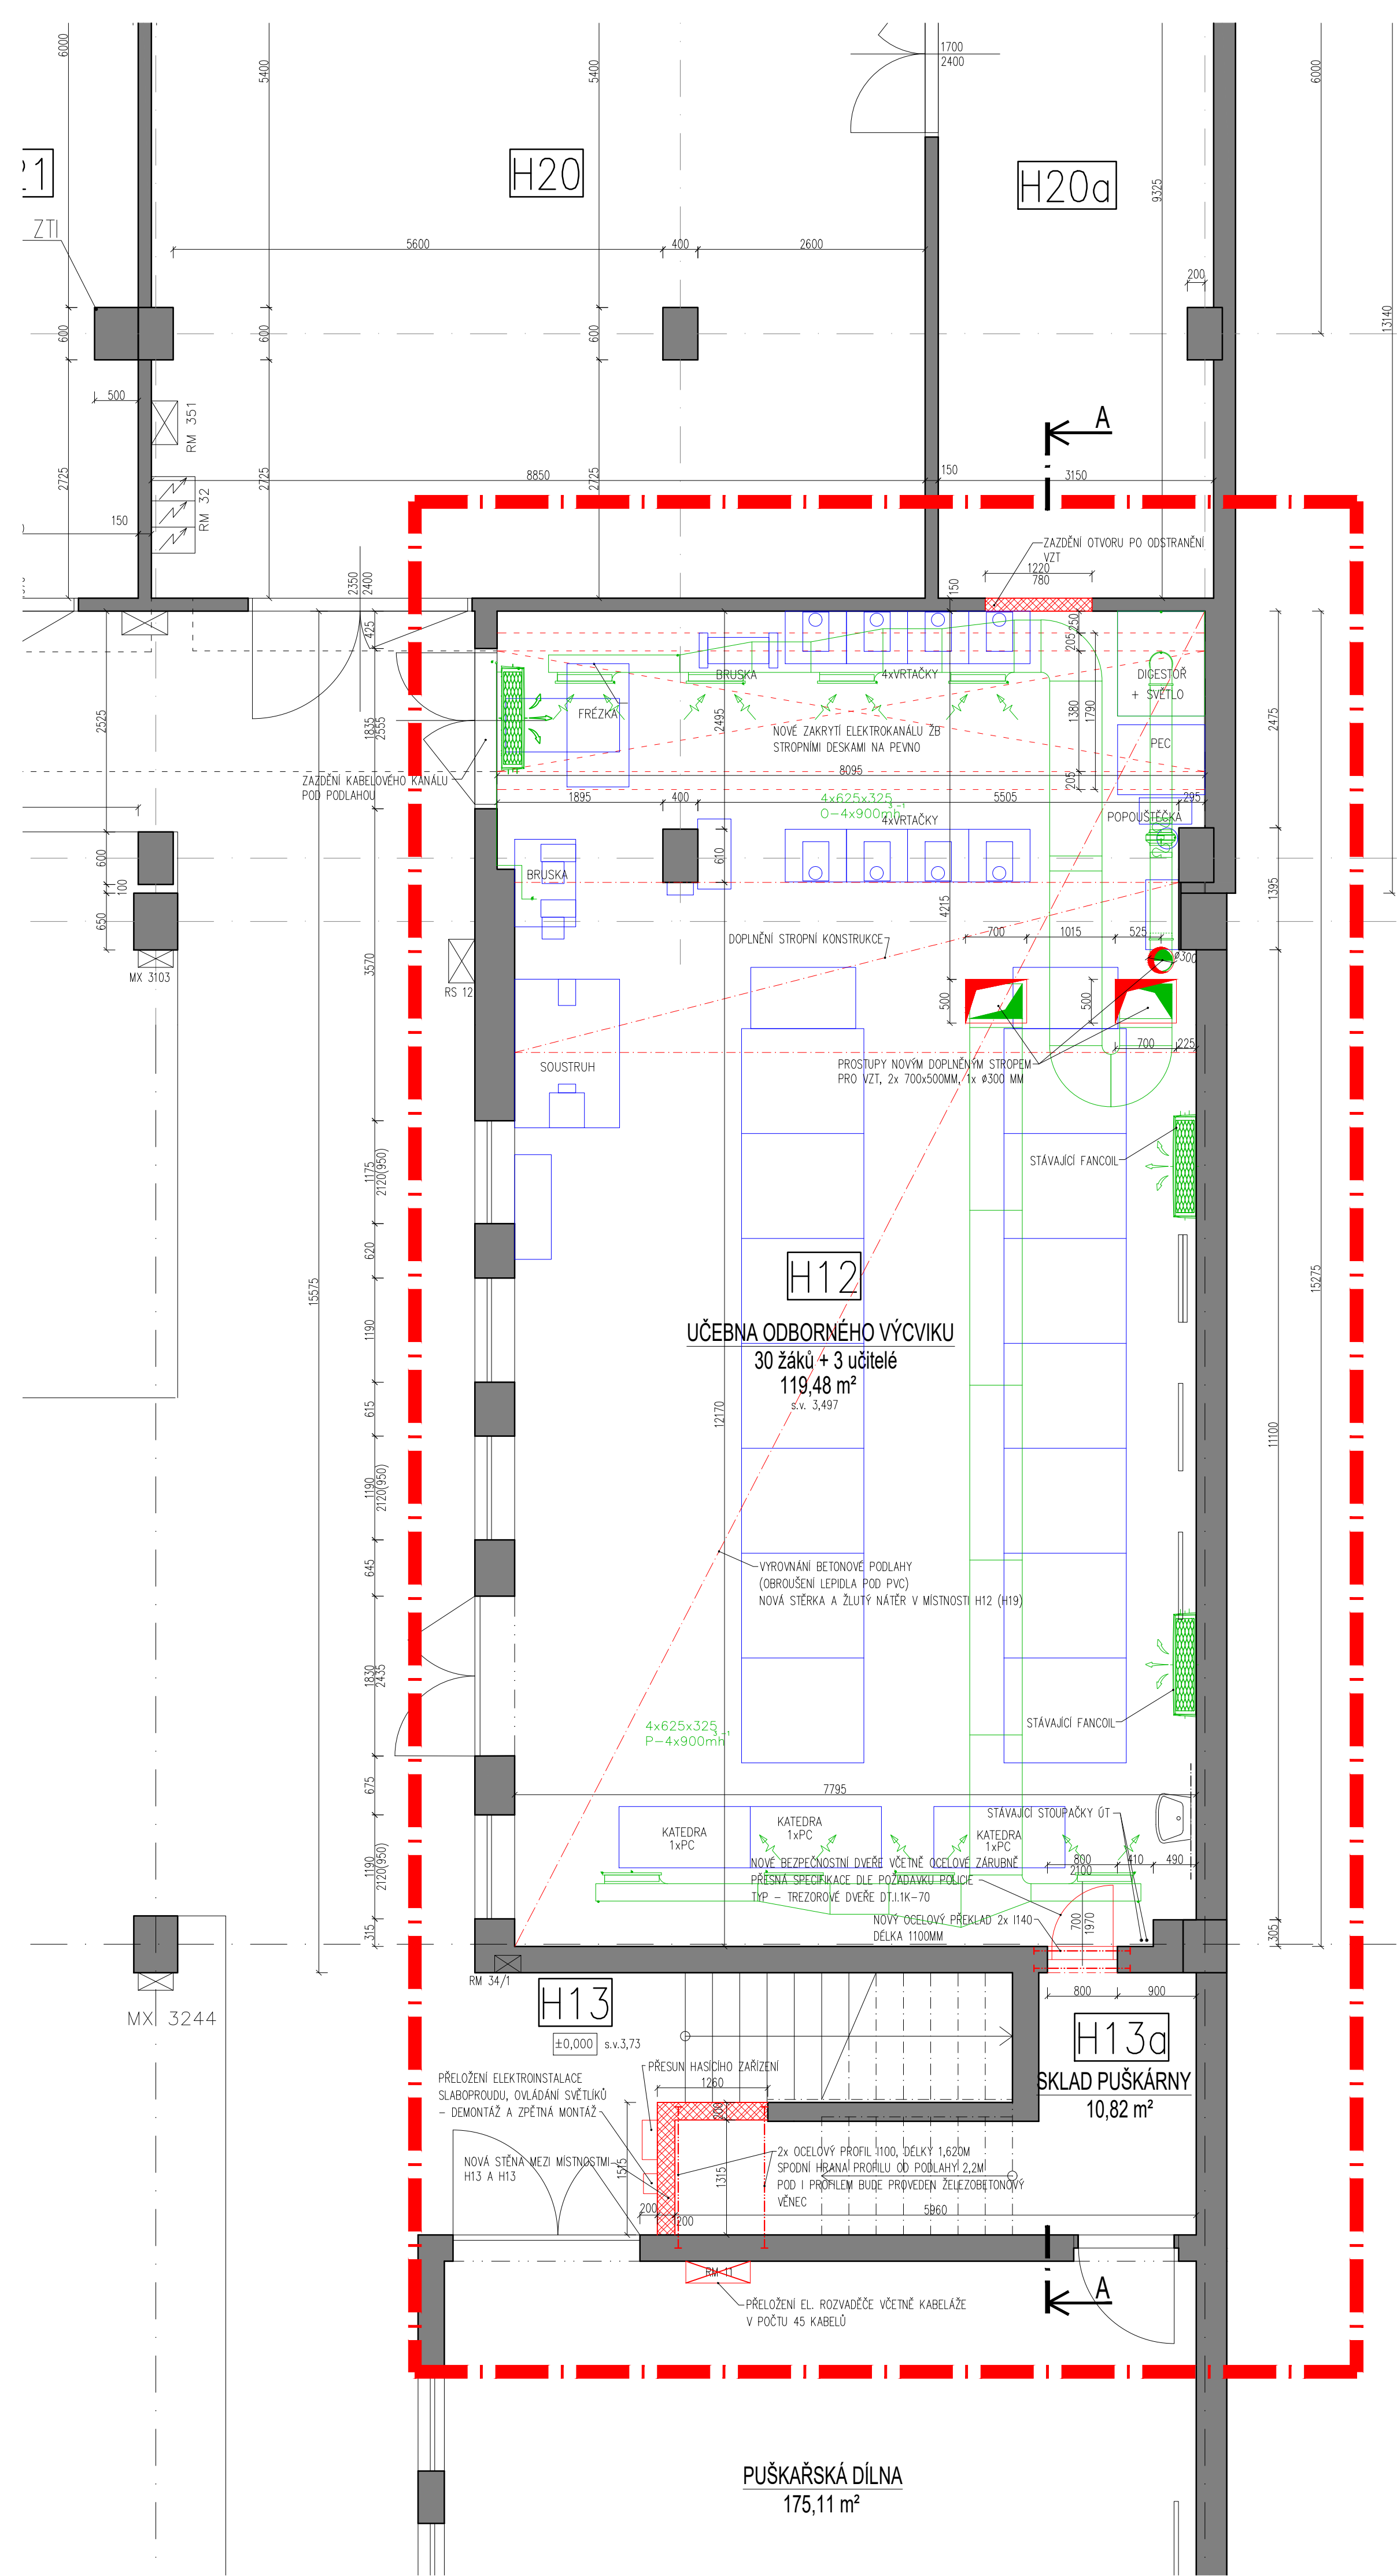 6000
5400
5400
1700
2400
6000
H20
H20a
9325
ZTI
5600
400
2600
200
13140
600
600
600
500
RM 351
A
2725
2725
2725
8850
150
3150
RM 32
150
ZAZDĚNÍ OTVORU PO ODSTRANĚNÍ
VZT
1220
780
2350
2400
150
425
250
205
BRUSKA
4xVRTAČKY
DIGESTOŘ
+ SVĚTLO
FRÉZKA
2525
1835
2555
2495
1380
1790
2475
NOVÉ ZAKRYTÍ ELEKTROKANÁLU ŽB
STROPNÍMI DESKAMI NA PEVNO
PEC
ZAZDĚNÍ KABELOVÉHO KANÁLU
POD PODLAHOU
8095
205
1895
400
4x625x325
O-4x900mh
3 -1
5505
295
4xVRTAČKY
POPOUŠTĚČKA
600
100
610
BRUSKA
1395
650
4215
DOPLNĚNÍ STROPNÍ KONSTRUKCE
700
1015
525
ø300
MX 3103
3570
RS 12
500
500
700
225
SOUSTRUH
PROSTUPY NOVÝM DOPLNĚNÝM STROPEM
PRO VZT, 2x 700x500MM, 1x ø300 MM
1175
2120(950)
STÁVAJÍCÍ FANCOIL
620
15575
H12
15275
1190
UČEBNA ODBORNÉHO VÝCVIKU
30 žáků + 3 učitelé
119,48 m²
s.v. 3,497
615
12170
11100
1190
2120(950)
645
VYROVNÁNÍ BETONOVÉ PODLAHY
(OBROUŠENÍ LEPIDLA POD PVC)
NOVÁ STĚRKA A ŽLUTÝ NÁTĚR V MÍSTNOSTI H12 (H19)
1830
2435
4x625x325
P-4x900mh
3 -1
STÁVAJÍCÍ FANCOIL
675
7795
KATEDRA
1xPC
KATEDRA
1xPC
KATEDRA
1xPC
STÁVAJÍCÍ STOUPAČKY ÚT
1190
2120(950)
NOVÉ BEZPEČNOSTNÍ DVEŘE VČETNĚ OCELOVÉ ZÁRUBNĚ
PŘESNÁ SPECIFIKACE DLE POŽADAVKU POLICIE
TYP - TREZOROVÉ DVEŘE DT.I.1K-70
800
2100
410
490
NOVÝ OCELOVÝ PŘEKLAD 2x I140
DÉLKA 1100MM
700
1970
315
305
RM 34/1
MX 3244
H13
±0,000
s.v.3,73
800
900
H13a
SKLAD PUŠKÁRNY
10,82 m²
PŘESUN HASÍCÍHO ZAŘÍZENÍ
1260
PŘELOŽENÍ ELEKTROINSTALACE
SLABOPROUDU, OVLÁDÁNÍ SVĚTLÍKŮ
- DEMONTÁŽ A ZPĚTNÁ MONTÁŽ
200
1515
1315
NOVÁ STĚNA MEZI MÍSTNOSTMI
H13 A H13
2x OCELOVÝ PROFIL I100, DÉLKY 1,620M
SPODNÍ HRANA PROFILU OD PODLAHY 2,2M
POD I PROFILEM BUDE PROVEDEN ŽELEZOBETONOVÝ
VĚNEC
200
200
5960
RM 11
A
PŘELOŽENÍ EL. ROZVADĚČE VČETNĚ KABELÁŽE
V POČTU 45 KABELŮ
PUŠKAŘSKÁ DÍLNA
175,11 m²